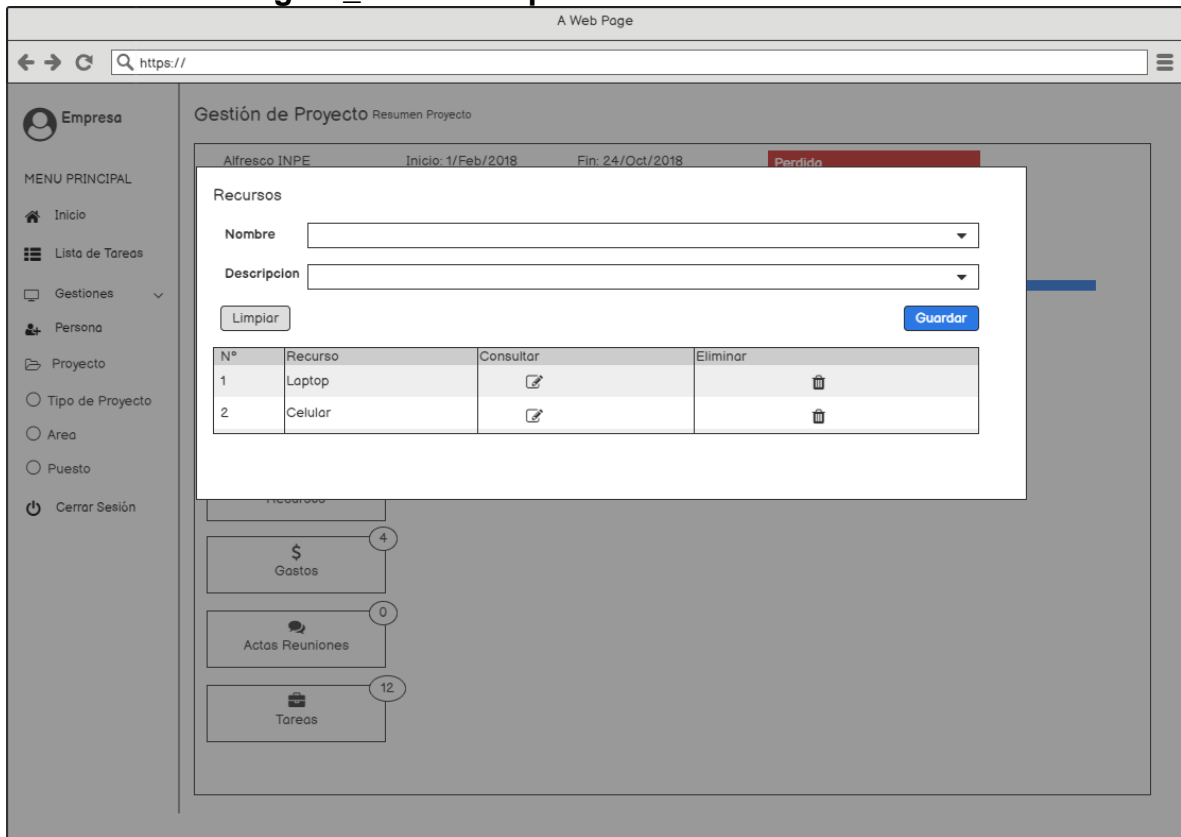 A Web Page
https://
Empresa
MENU PRINCIPAL
Inicio
Lista de Tareas
Gestiones
Persona
Proyecto
Tipo de Proyecto
Area
Puesto
Cerrar Sesión
Gestión de Proyecto Resumen Proyecto
Alfresco INPE Inicio: 1/Feb/2018 Fin: 24/Oct/2018 Perdida
Recursos
Nombre
Descripcion
Limpiar Guardar
N° Recurso Consultar Eliminar
1 Laptop
2 Celular
Recursos
4
$
Gastos
0
Actas Reuniones
12
Tareas